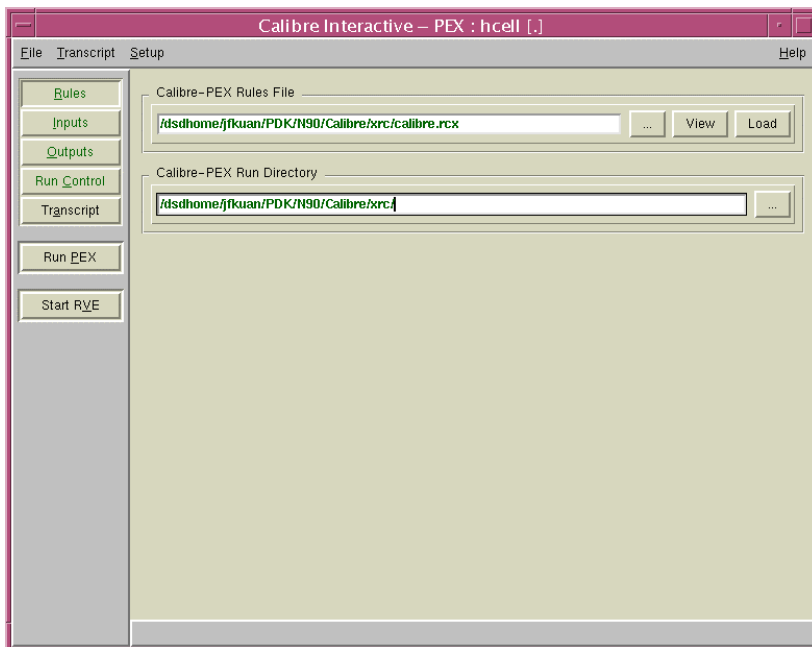 Calibre Interactive – PEX : hcell [.]
File Transcript Setup Help
Rules
Inputs
Outputs
Run Control
Transcript
Run PEX
Start RVE
Calibre–PEX Rules File
/dsdhome/jfkuan/PDK/N90/Calibre/xrc/calibre.rcx ... View Load
Calibre–PEX Run Directory
/dsdhome/jfkuan/PDK/N90/Calibre/xrc/ ...